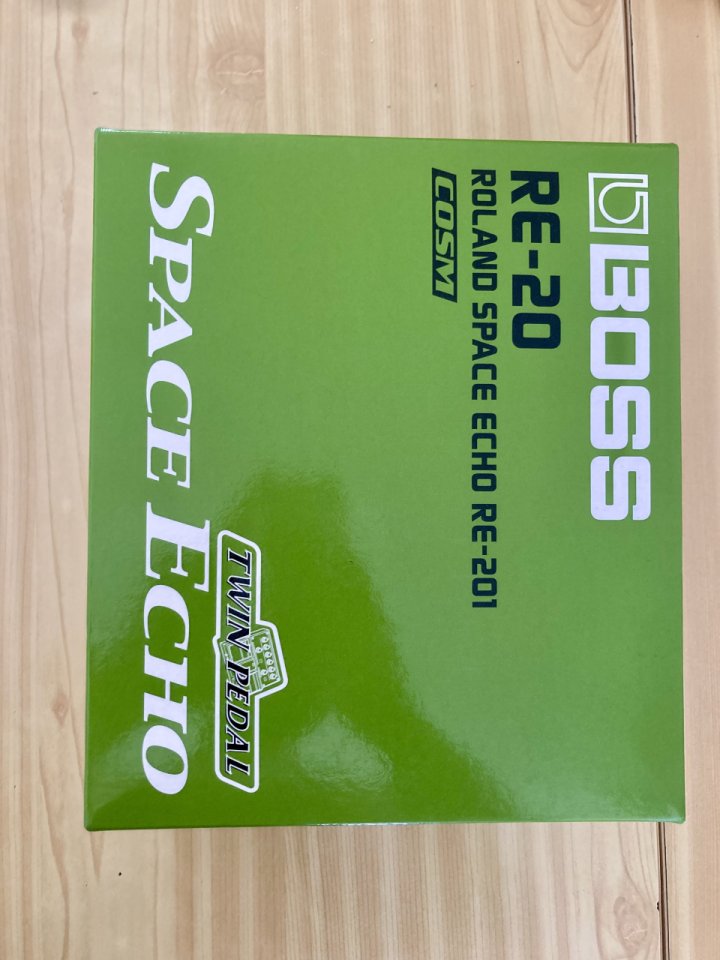 BOSS
RE-20
ROLAND SPACE ECHO RE-201
COSM
TWIN PEDAL
SPACE ECHO